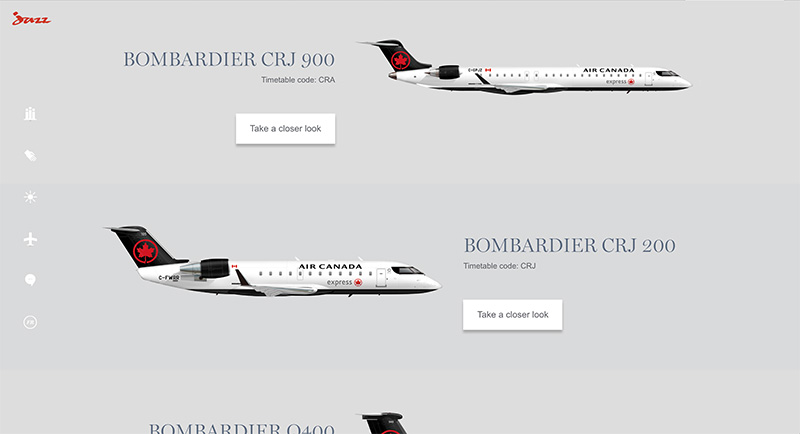 Jazz
BOMBARDIER CRJ 900
Timetable code: CRA
Take a closer look
AIR CANADA
express
BOMBARDIER CRJ 200
Timetable code: CRJ
Take a closer look
AIR CANADA
express
FR
BOMBARDIER Q400